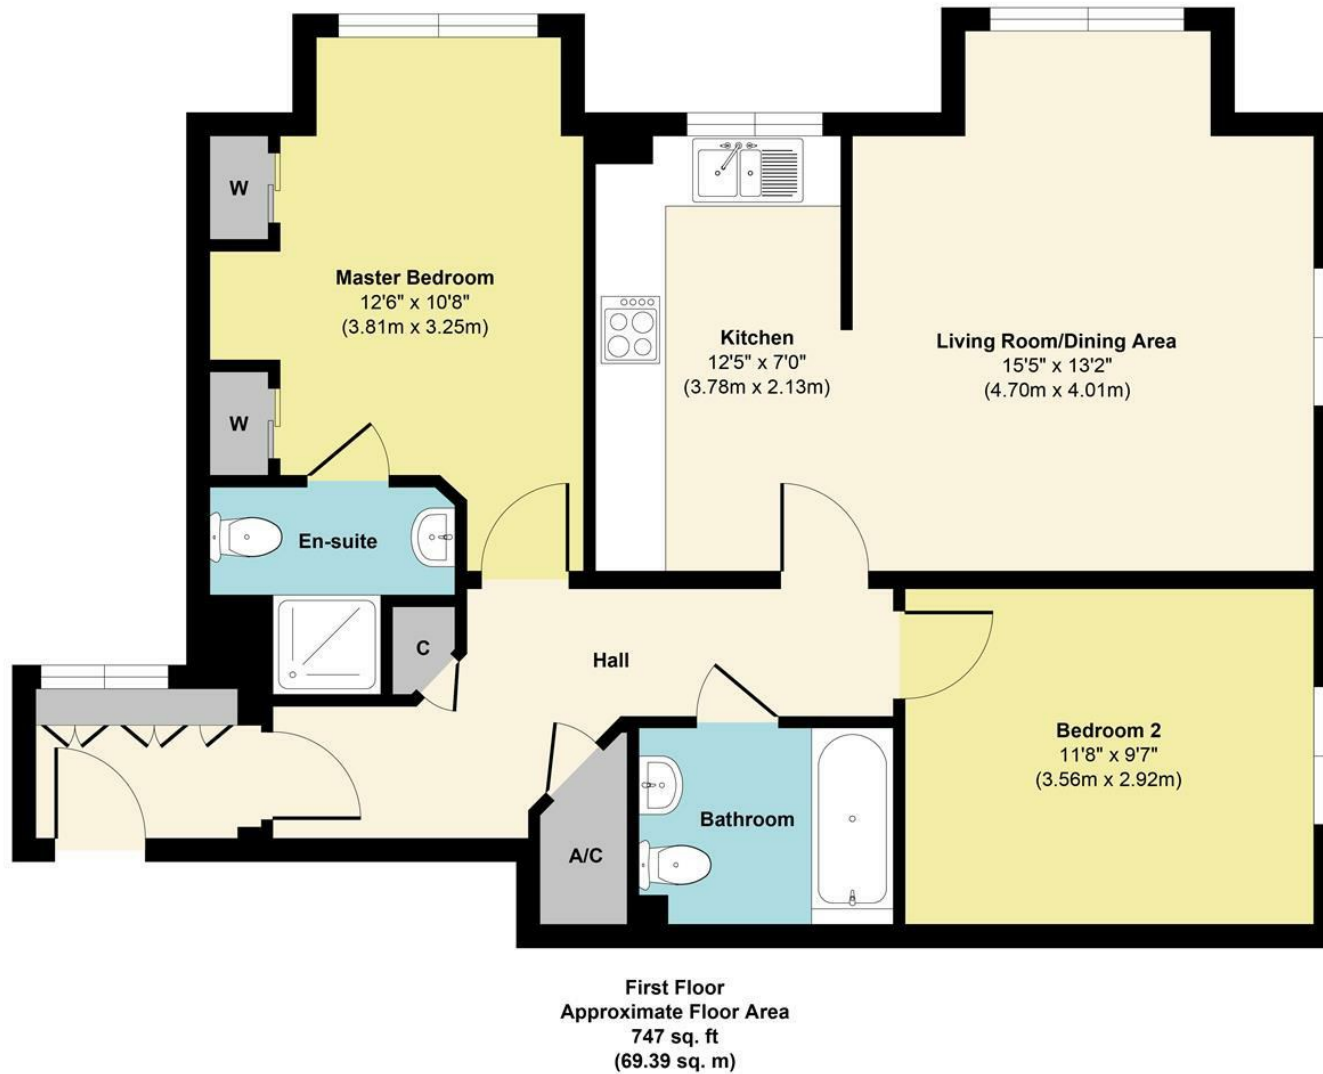 W
Master Bedroom
12'6" x 10'8"
(3.81m x 3.25m)
Kitchen
12'5" x 7'0"
(3.78m x 2.13m)
Living Room/Dining Area
15'5" x 13'2"
(4.70m x 4.01m)
W
En-suite
C
Hall
Bedroom 2
11'8" x 9'7"
(3.56m x 2.92m)
Bathroom
A/C
First Floor
Approximate Floor Area
747 sq. ft
(69.39 sq. m)